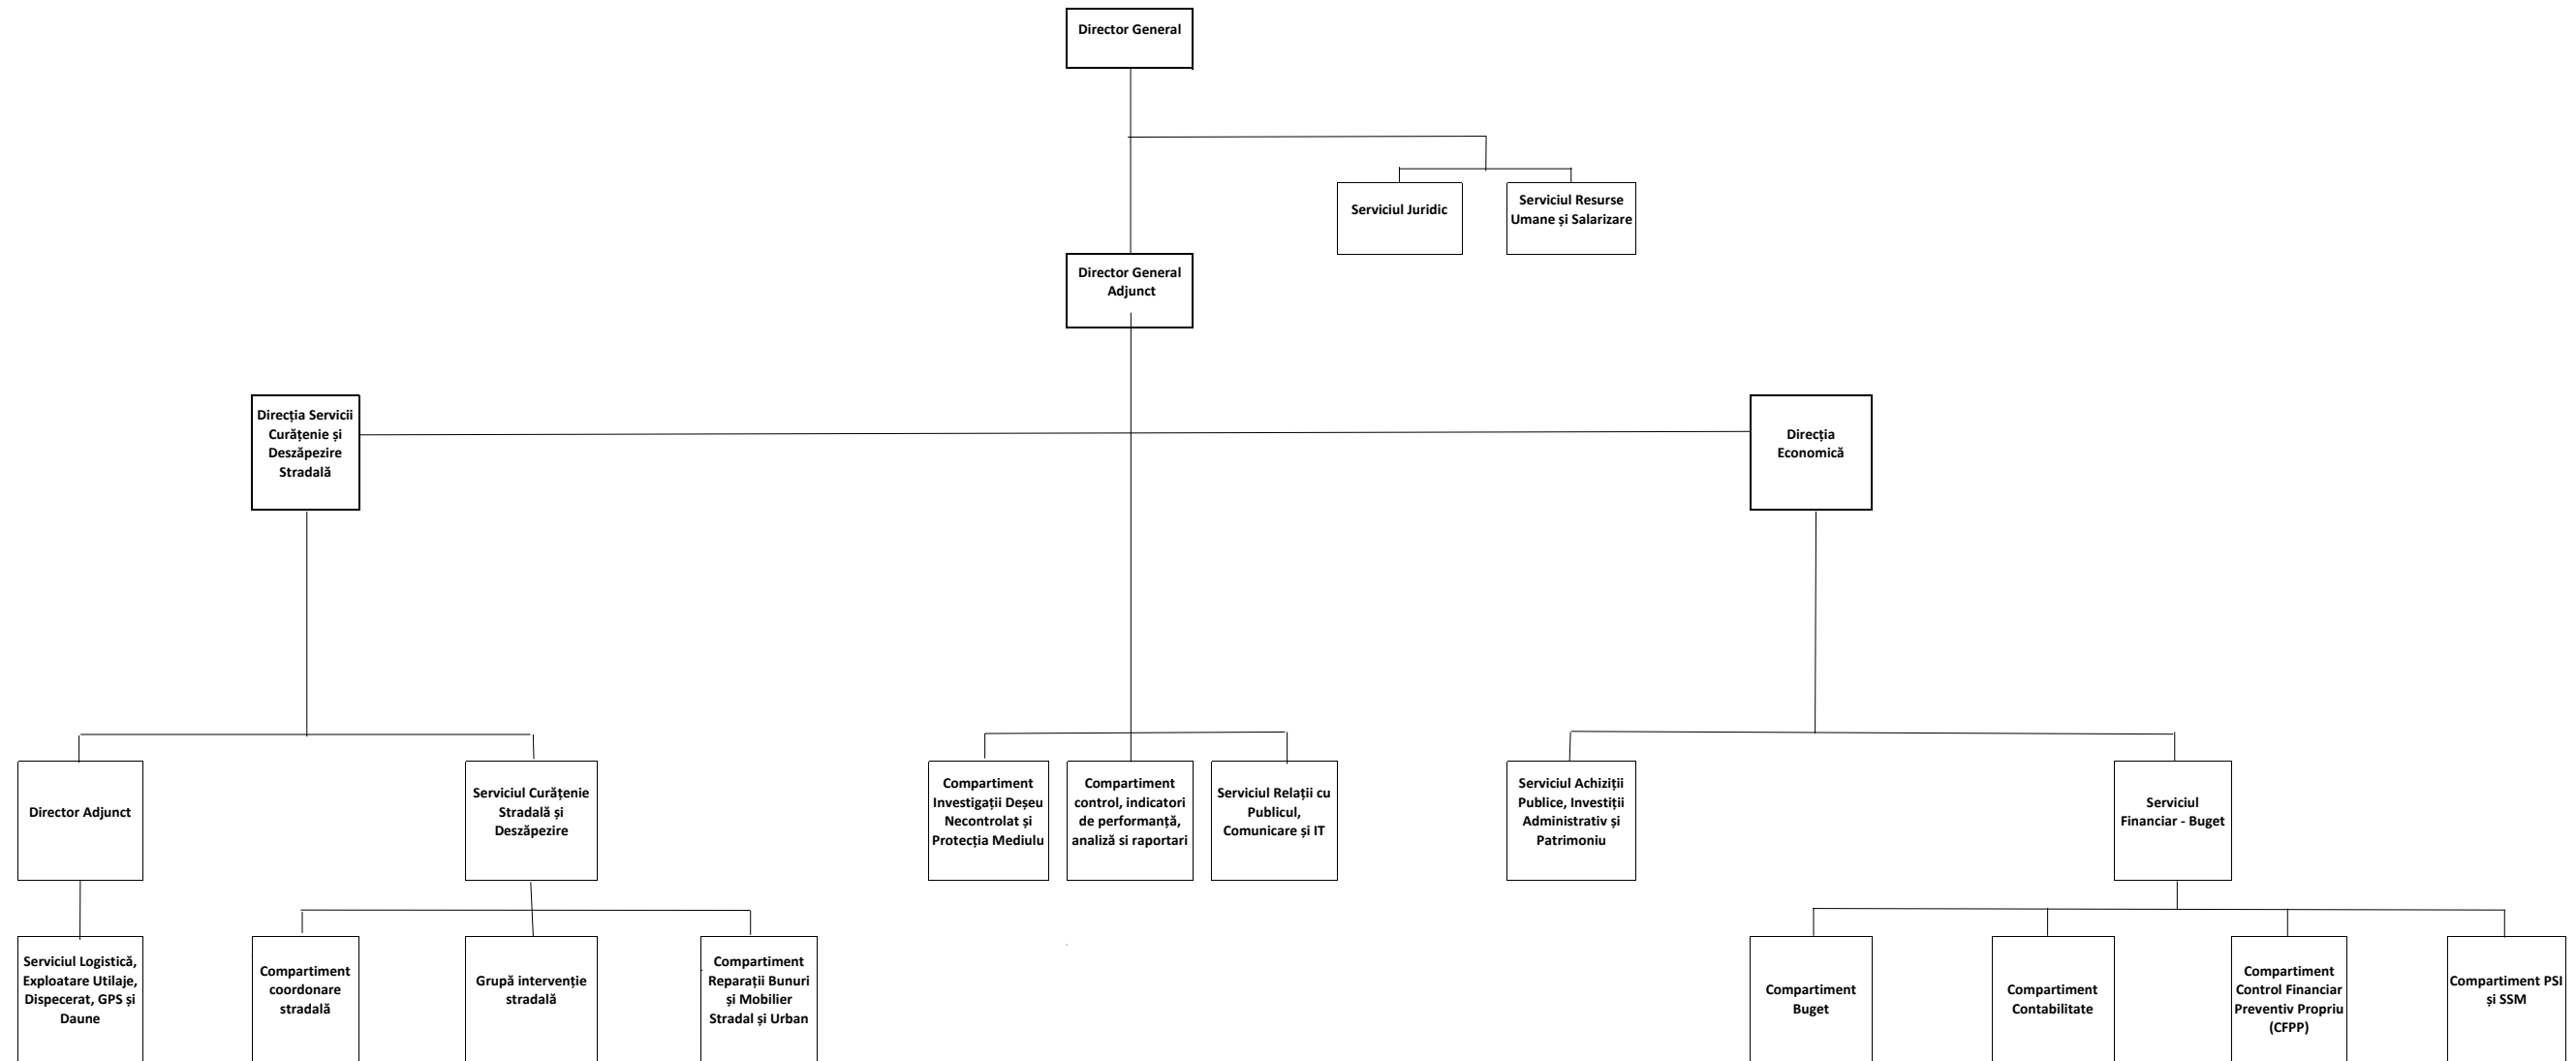 Director General
Serviciul Juridic
Serviciul Resurse
Umane și Salarizare
Director General
Adjunct
Direcția Servicii
Curățenie și
Deszăpezire
Stradală
Direcția
Economică
Director Adjunct
Serviciul Curățenie
Stradală și
Deszăpezire
Compartiment
Investigații Deșeu
Necontrolat și
Protecția Mediulu
Compartiment
control, indicatori
de performanță,
analiză si raportari
Serviciul Relații cu
Publicul,
Comunicare și IT
Serviciul Achiziții
Publice, Investiții
Administrativ și
Patrimoniu
Serviciul
Financiar - Buget
Serviciul Logistică,
Exploatare Utilaje,
Dispecerat, GPS și
Daune
Compartiment
coordonare
stradală
Grupă intervenție
stradală
Compartiment
Reparații Bunuri
și Mobilier
Stradal și Urban
Compartiment
Buget
Compartiment
Contabilitate
Compartiment
Control Financiar
Preventiv Propriu
(CFPP)
Compartiment PSI
și SSM